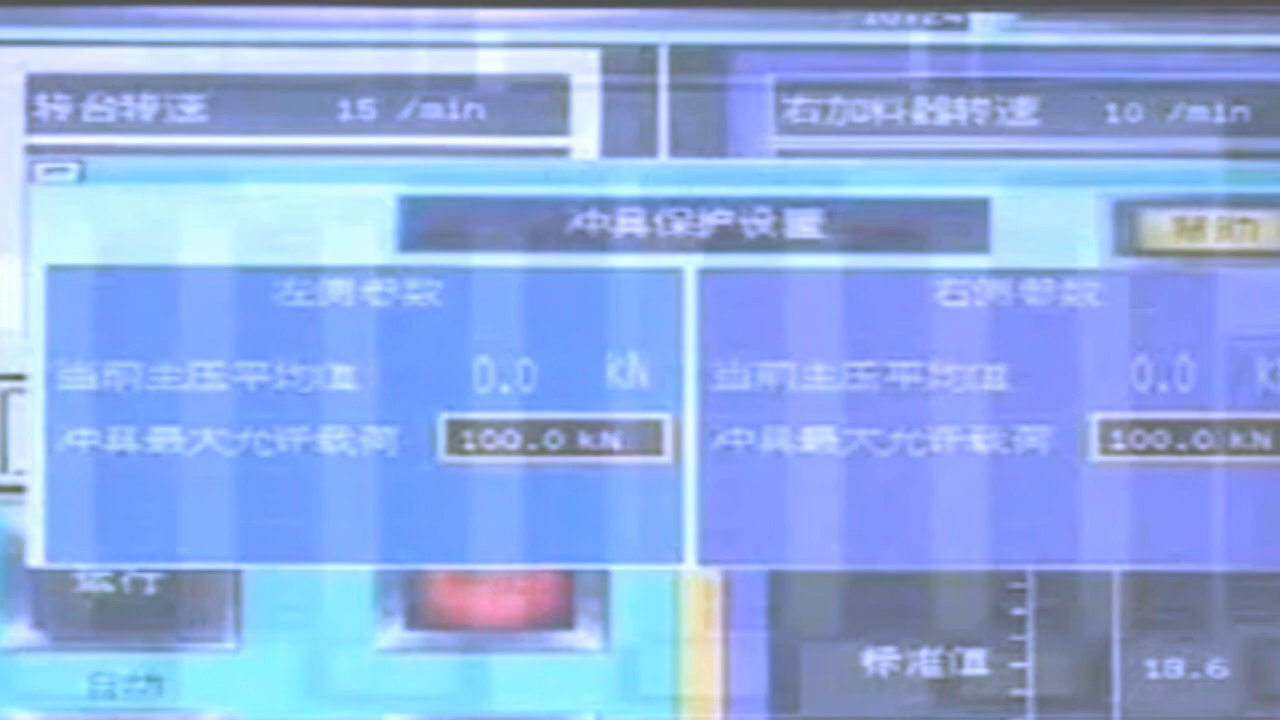 转台转速 15 /min
右加料器转速 10 /min
冲具保护设置
帮助
左侧参数
当前主压平均值 0.0 kN
冲具最大允许载荷 100.0 kN
右侧参数
当前主压平均值 0.0
冲具最大允许载荷 100.0 kN
运行
自动
标准值 18.6